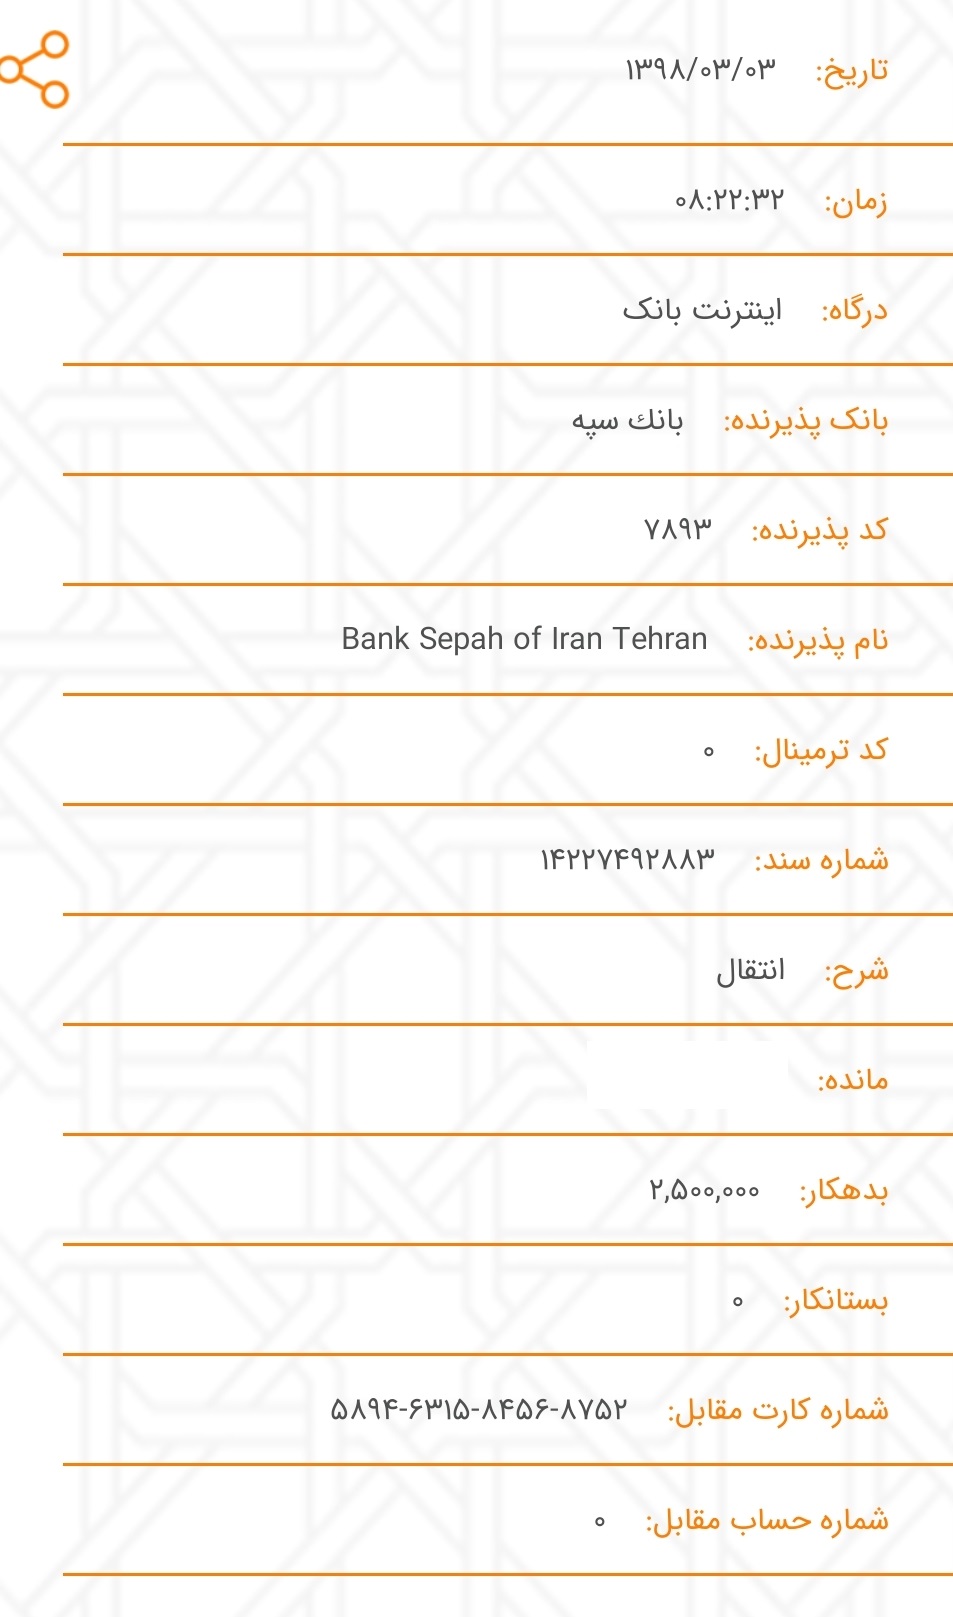 تاریخ: ۱۳۹۸/۰۳/۰۳
زمان: ۰۸:۲۲:۳۲
درگاه: اینترنت بانک
بانک پذیرنده: بانك سپه
کد پذیرنده: ۷۸۹۳
نام پذیرنده: Bank Sepah of Iran Tehran
کد ترمینال: ۰
شماره سند: ۱۴۲۲۷۴۹۲۸۸۳
شرح: انتقال
مانده:
بدهکار: ۲,۵۰۰,۰۰۰
بستانکار: ۰
شماره کارت مقابل: ۵۸۹۴-۶۳۱۵-۸۴۵۶-۸۷۵۲
شماره حساب مقابل: ۰